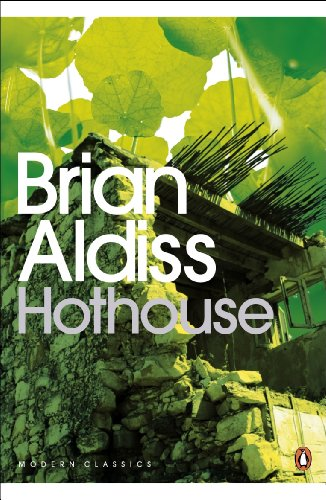 Brian
Aldiss
Hothouse
MODERN CLASSICS